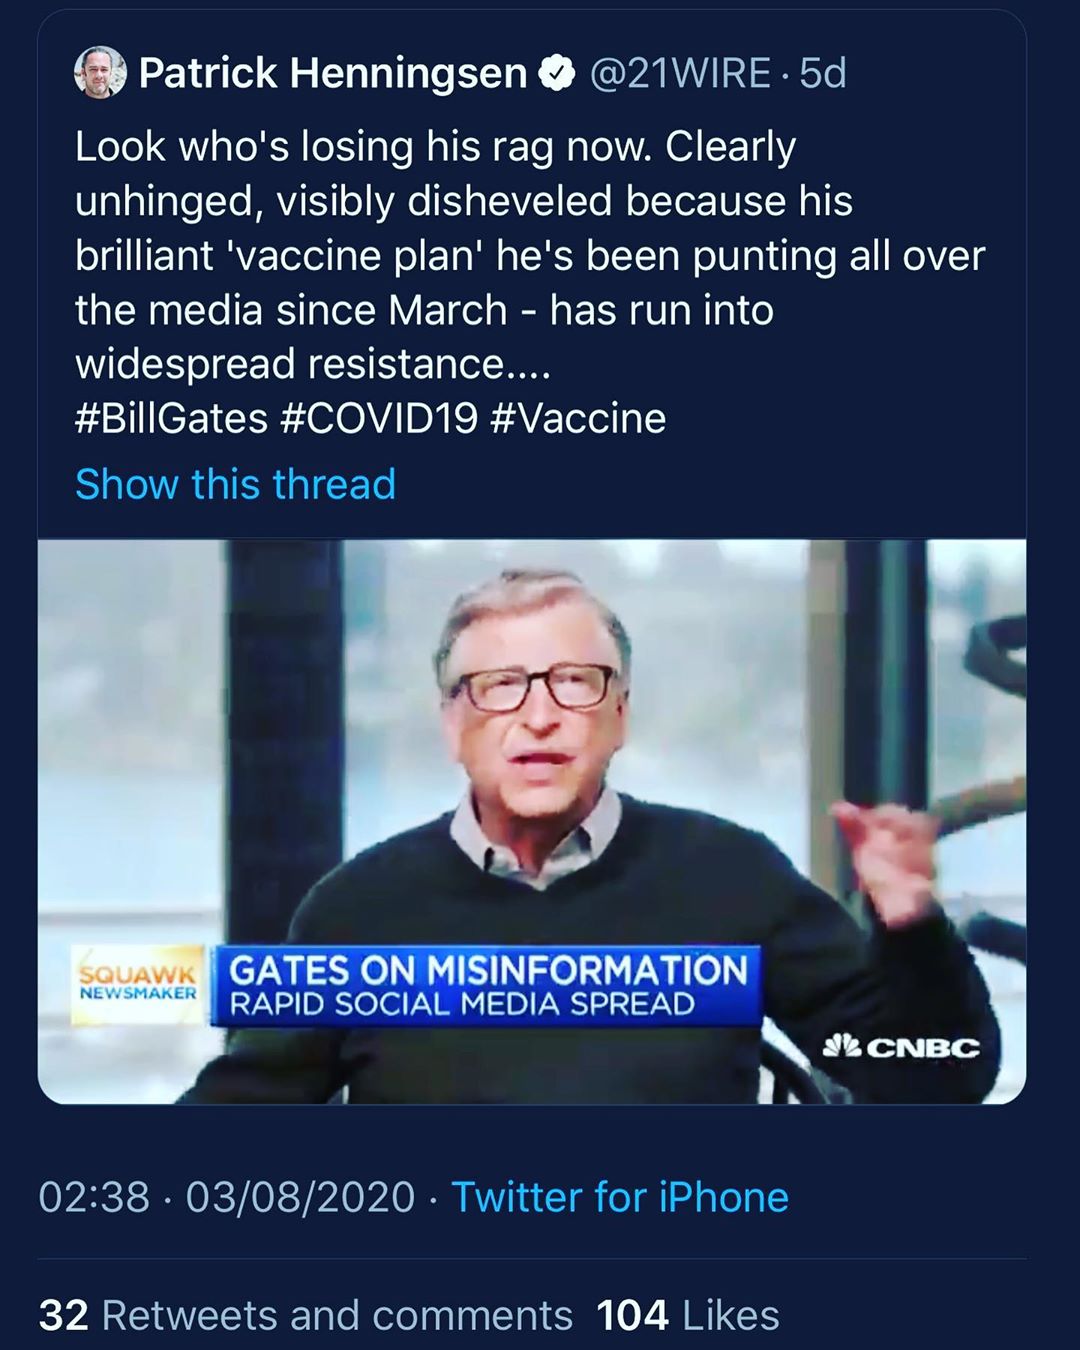 Patrick Henningsen @21WIRE · 5d
Look who's losing his rag now. Clearly
unhinged, visibly disheveled because his
brilliant 'vaccine plan' he's been punting all over
the media since March - has run into
widespread resistance....
#BillGates #COVID19 #Vaccine
Show this thread
SQUAWK
NEWSMAKER
GATES ON MISINFORMATION
RAPID SOCIAL MEDIA SPREAD
CNBC
02:38 · 03/08/2020 · Twitter for iPhone
32 Retweets and comments 104 Likes